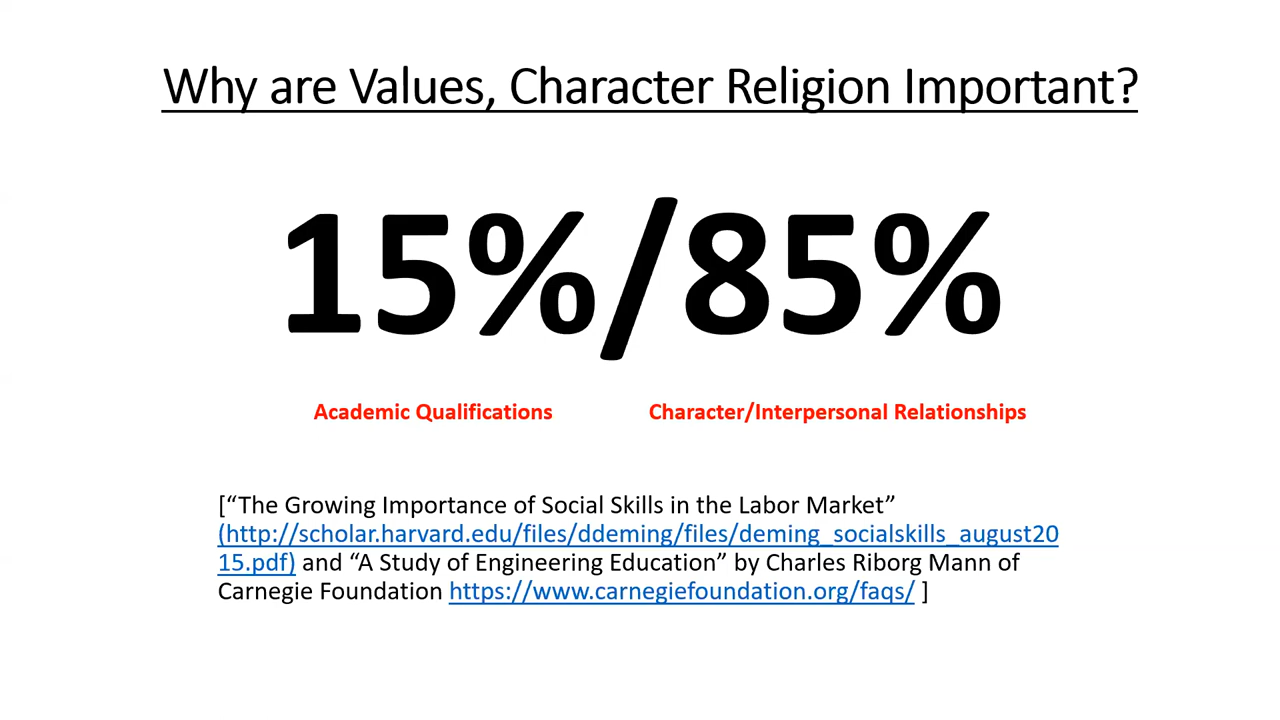 Why are Values, Character Religion Important?
15%/85%
Academic Qualifications Character/Interpersonal Relationships
[“The Growing Importance of Social Skills in the Labor Market”
(http://scholar.harvard.edu/files/ddeming/files/deming_socialskills_august20
15.pdf) and “A Study of Engineering Education” by Charles Riborg Mann of
Carnegie Foundation https://www.carnegiefoundation.org/faqs/ ]